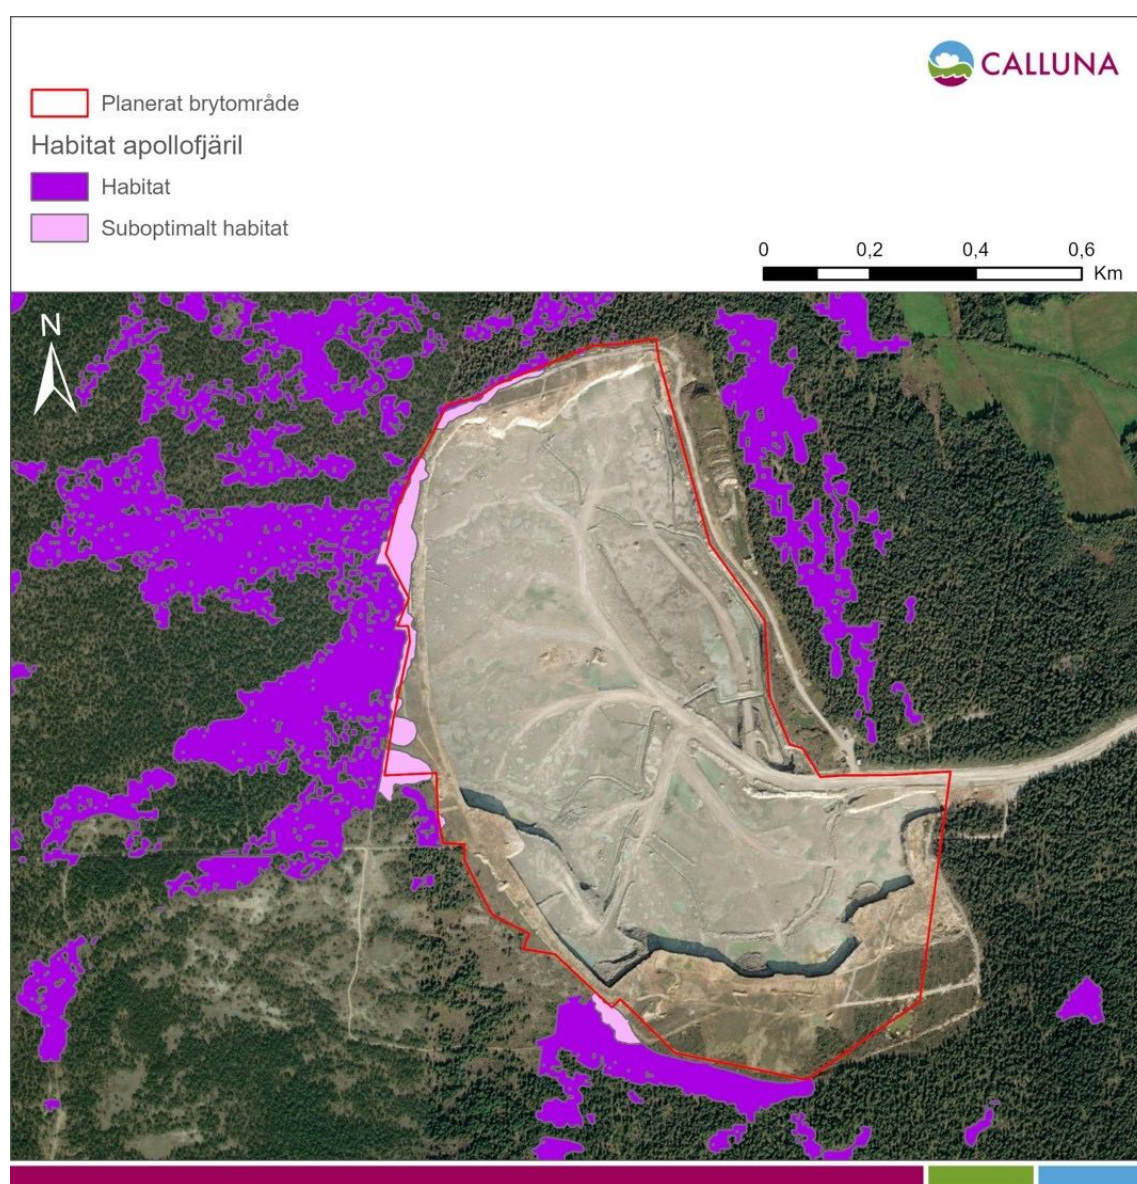 CALLUNA
Planerat brytområde
Habitat apollofjäril
Habitat
Suboptimalt habitat
0 0,2 0,4 0,6
Km
N